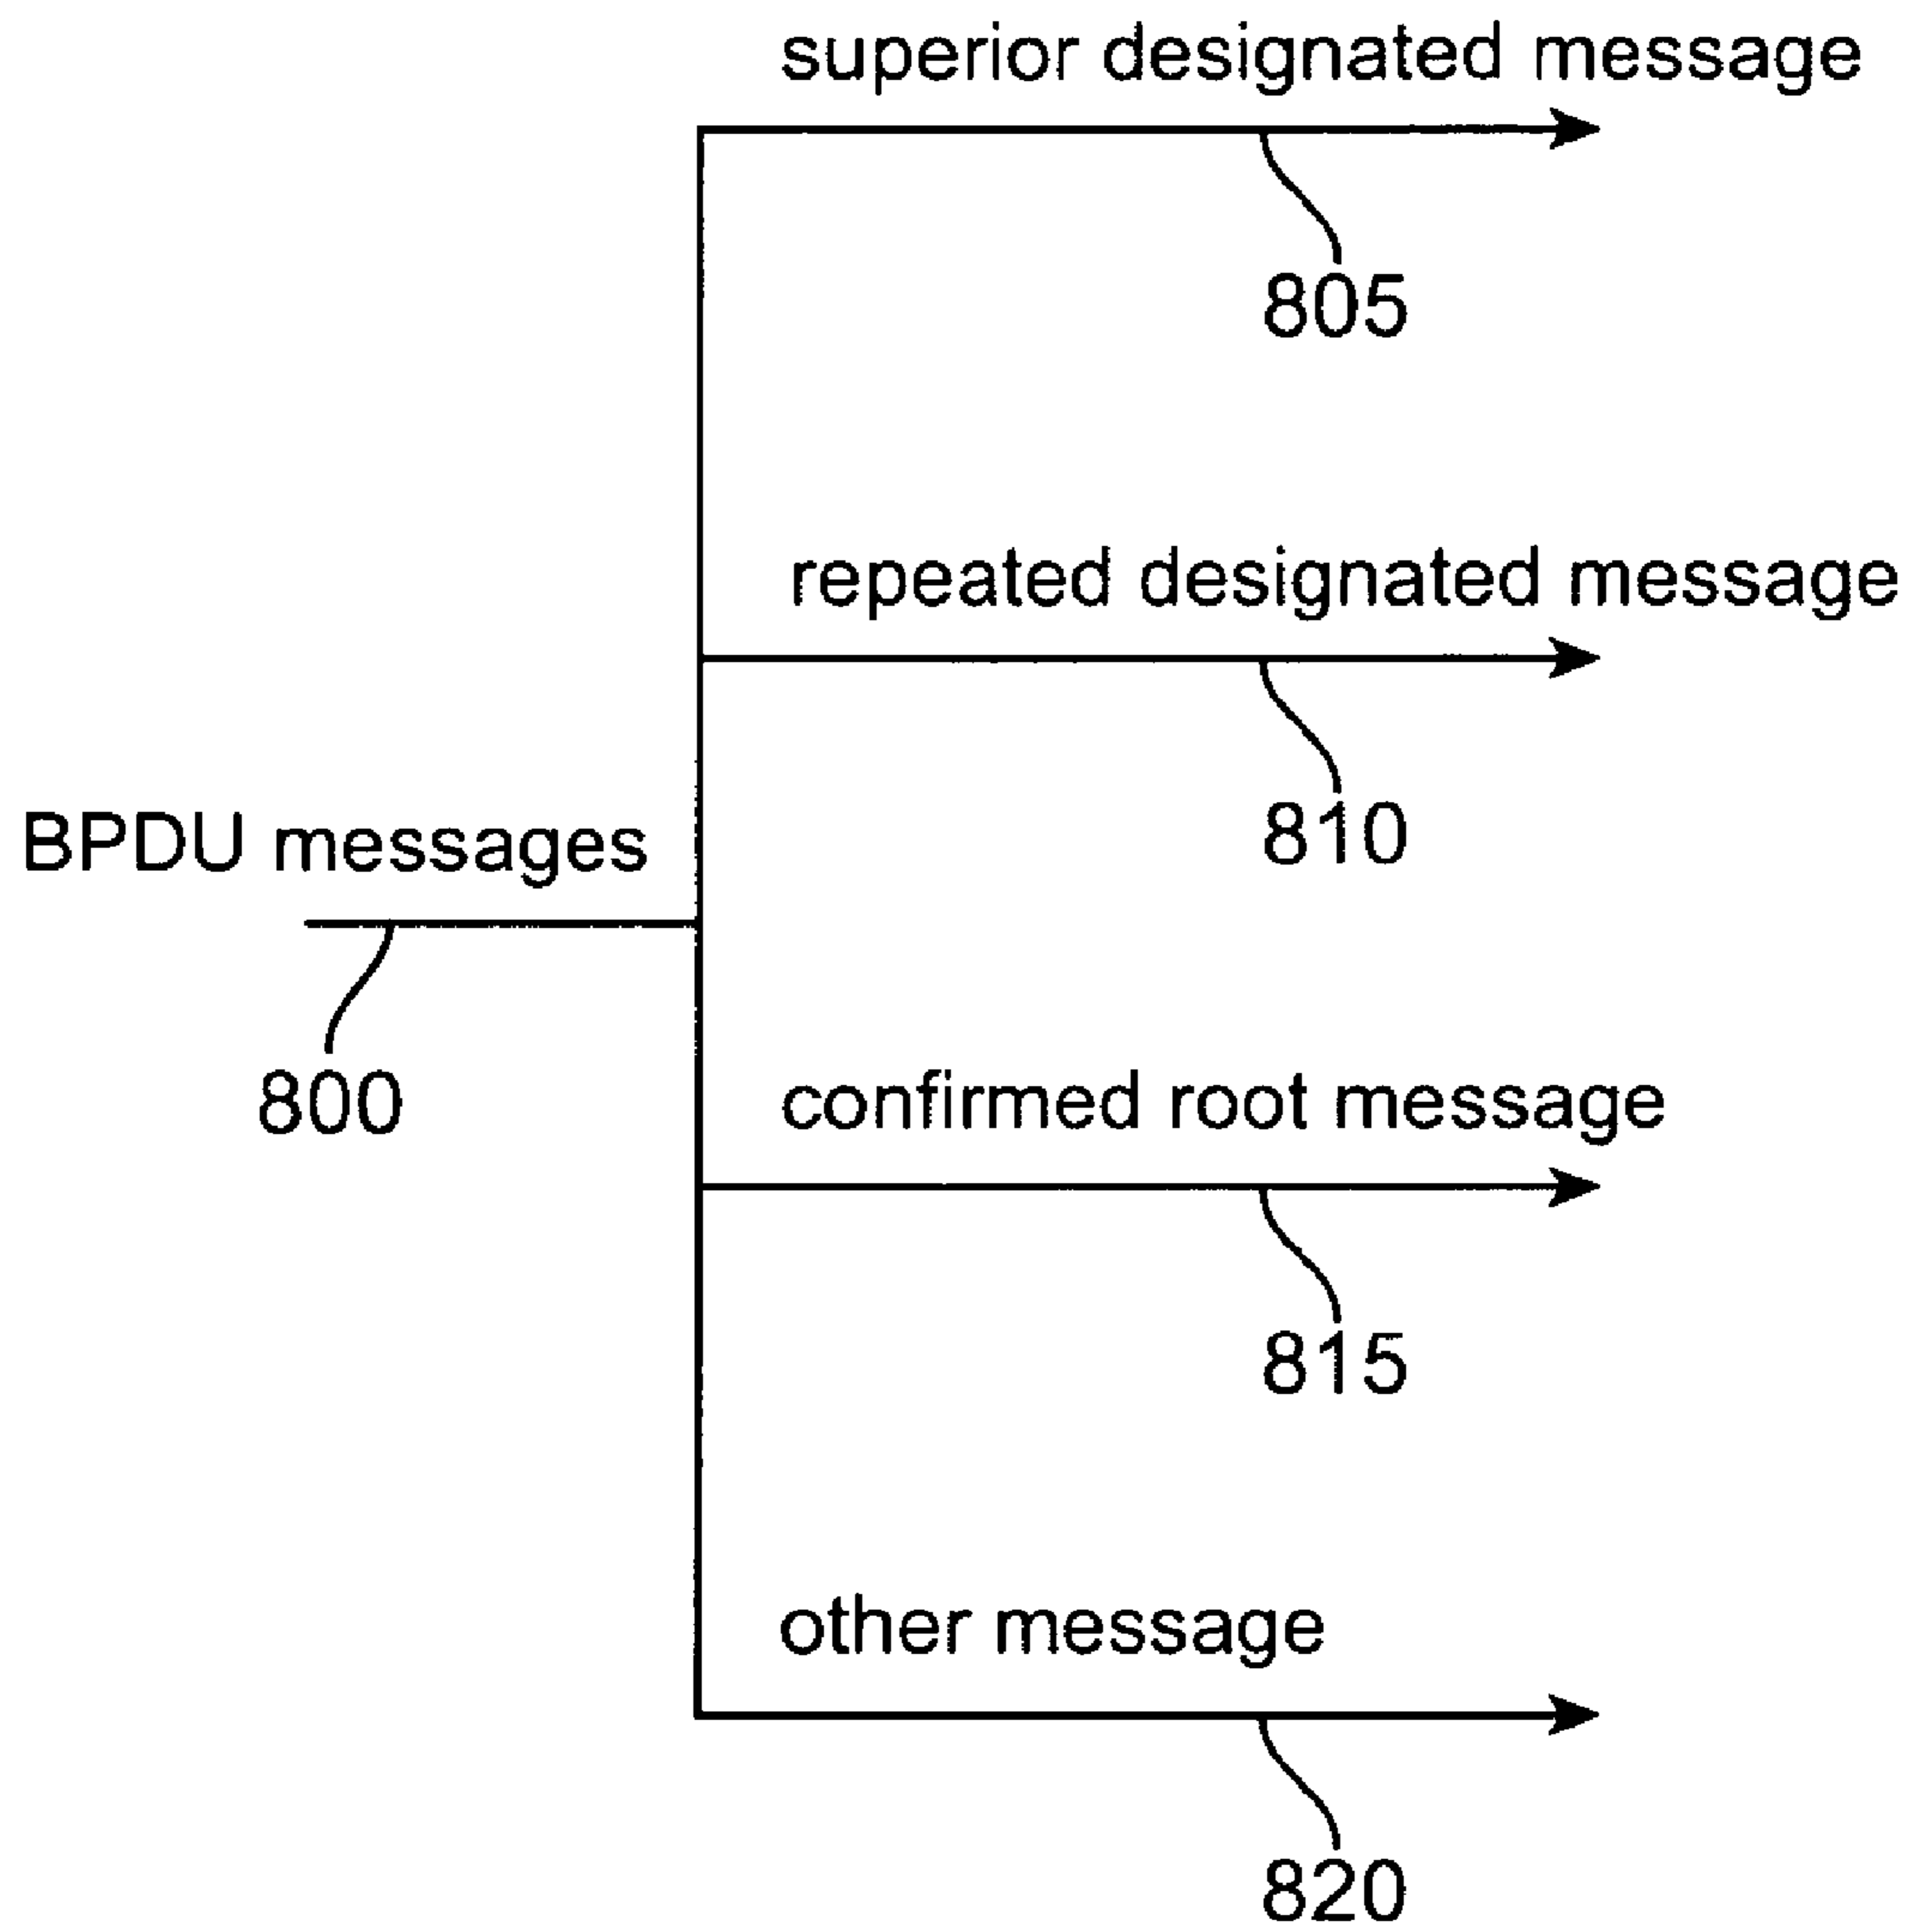 superior designated message
805
repeated designated message
810
BPDU messages
800
confirmed root message
815
other message
820